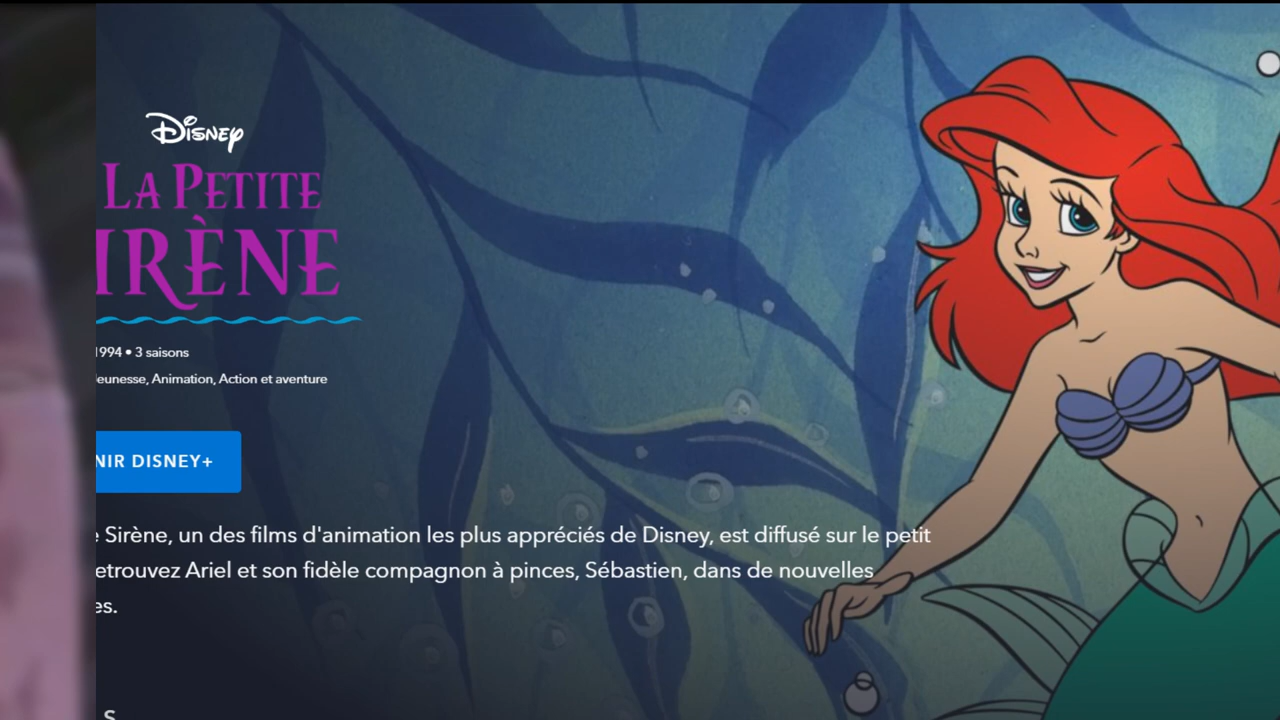 Disney
LA PETITE
IRÈNE
1994 • 3 saisons
eunesse, Animation, Action et aventure
NIR DISNEY+
e Sirène, un des films d'animation les plus appréciés de Disney, est diffusé sur le petit
etrouvez Ariel et son fidèle compagnon à pinces, Sébastien, dans de nouvelles
es.
S